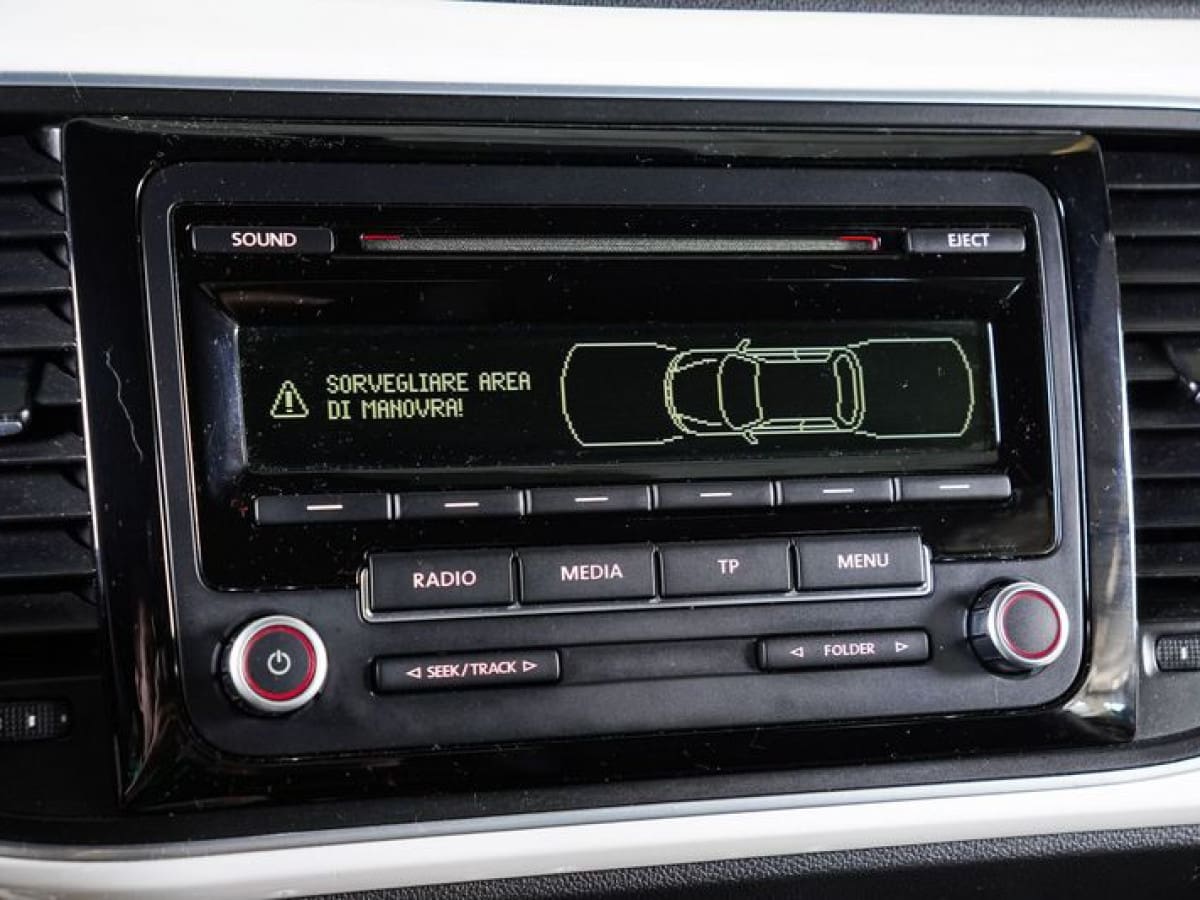 SOUND
EJECT
SORVEGLIARE AREA
DI MANOVRA!
RADIO
MEDIA
TP
MENU
SEEK/TRACK
FOLDER